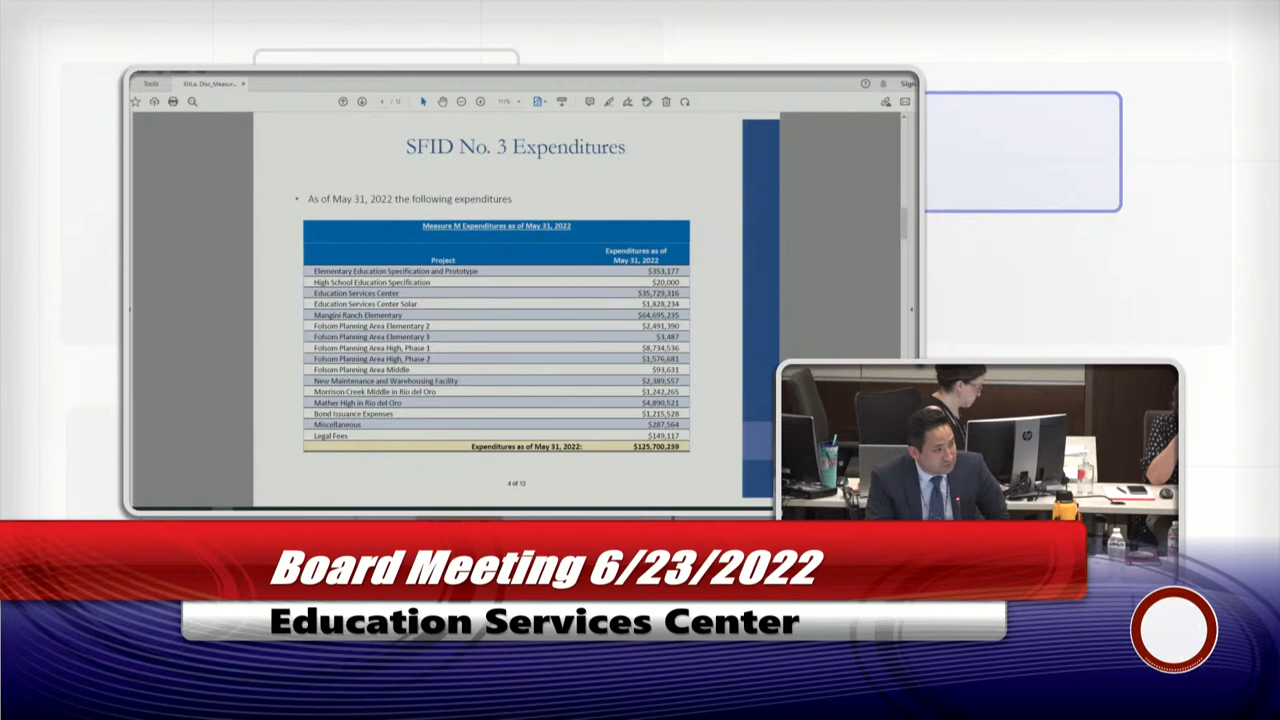 Tools
XIII.a. Disc_Measur... ×
Sign
4 / 12
111%
SFID No. 3 Expenditures
• As of May 31, 2022 the following expenditures
Measure M Expenditures as of May 31, 2022
Project Expenditures as of May 31, 2022
Elementary Education Specification and Prototype $353,177
High School Education Specification $20,000
Education Services Center $35,729,316
Education Services Center Solar $1,828,234
Mangini Ranch Elementary $64,695,235
Folsom Planning Area Elementary 2 $2,491,390
Folsom Planning Area Elementary 3 $3,487
Folsom Planning Area High, Phase 1 $8,734,536
Folsom Planning Area High, Phase 2 $1,576,681
Folsom Planning Area Middle $93,631
New Maintenance and Warehousing Facility $2,389,557
Morrison Creek Middle in Rio del Oro $1,242,265
Mather High in Rio del Oro $4,890,521
Bond Issuance Expenses $1,215,528
Miscellaneous $287,564
Legal Fees $149,117
Expenditures as of May 31, 2022: $125,700,239
4 of 12
hp
Board Meeting 6/23/2022
Education Services Center